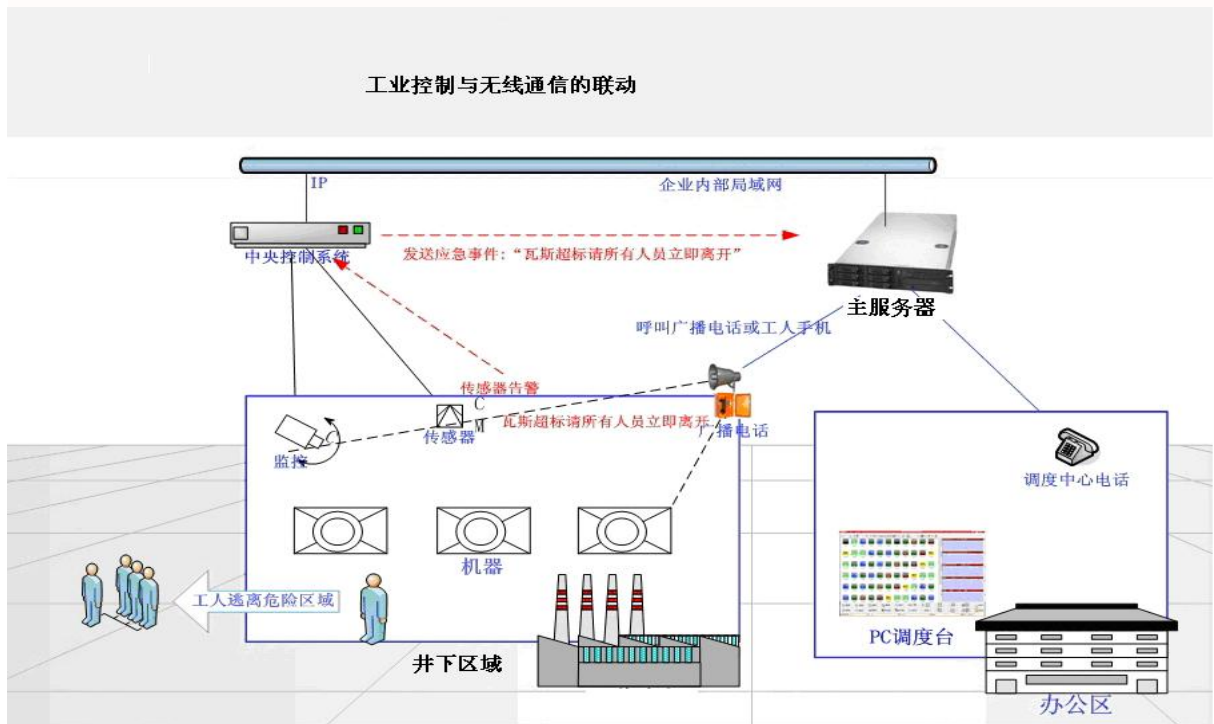 工业控制与无线通信的联动
IP
企业内部局域网
中央控制系统
发送应急事件:“瓦斯超标请所有人员立即离开”
主服务器
呼叫广播电话或工人手机
传感器告警
C
M
瓦斯超标请所有人员立即离开
广播电话
传感器
监控
调度中心电话
机器
工人逃离危险区域
PC调度台
井下区域
办公区